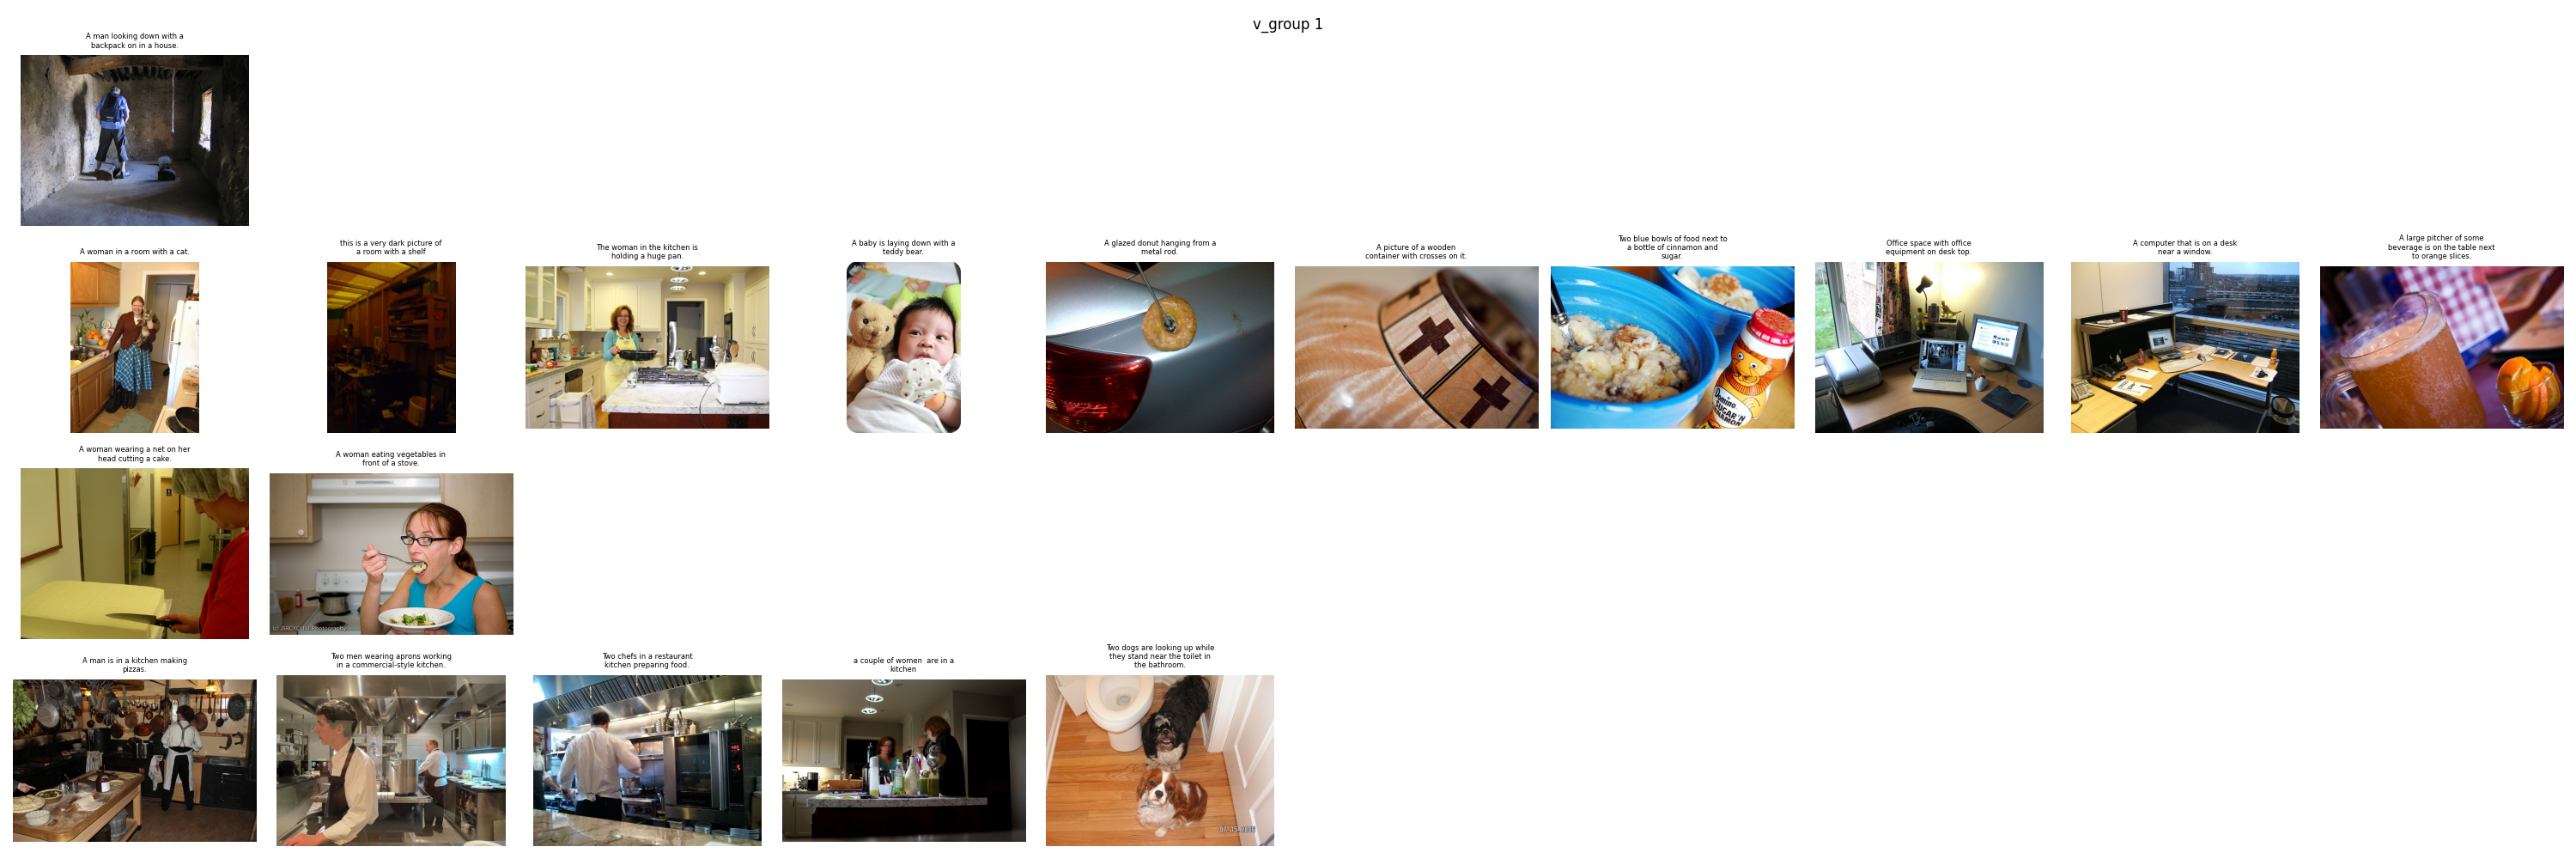 v_group 1
A man looking down with a
backpack on in a house.
A woman in a room with a cat.
this is a very dark picture of
a room with a shelf
The woman in the kitchen is
holding a huge pan.
A baby is laying down with a
teddy bear.
A glazed donut hanging from a
metal rod.
A picture of a wooden
container with crosses on it.
Two blue bowls of food next to
a bottle of cinnamon and
sugar.
Office space with office
equipment on desk top.
A computer that is on a desk
near a window.
A large pitcher of some
beverage is on the table next
to orange slices.
Domino
SUGAR 'N
CINNAMON
A woman wearing a net on her
head cutting a cake.
A woman eating vegetables in
front of a stove.
A man is in a kitchen making
pizzas.
Two men wearing aprons working
in a commercial-style kitchen.
Two chefs in a restaurant
kitchen preparing food.
a couple of women  are in a
kitchen
Two dogs are looking up while
they stand near the toilet in
the bathroom.